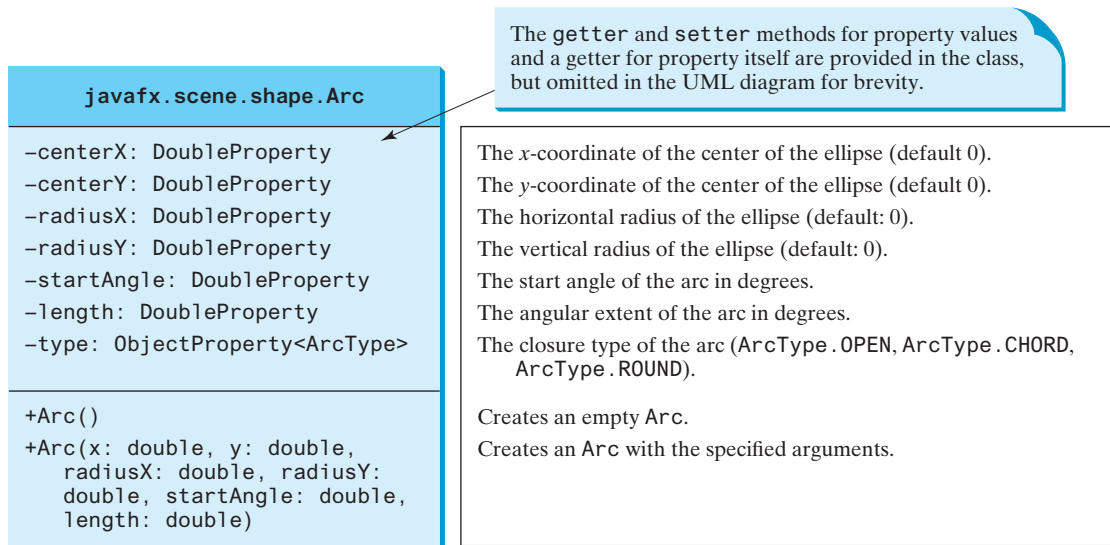 The getter and setter methods for property values
and a getter for property itself are provided in the class,
but omitted in the UML diagram for brevity.
javafx.scene.shape.Arc
–centerX: DoubleProperty
–centerY: DoubleProperty
–radiusX: DoubleProperty
–radiusY: DoubleProperty
–startAngle: DoubleProperty
–length: DoubleProperty
–type: ObjectProperty<ArcType>
The x-coordinate of the center of the ellipse (default 0).
The y-coordinate of the center of the ellipse (default 0).
The horizontal radius of the ellipse (default: 0).
The vertical radius of the ellipse (default: 0).
The start angle of the arc in degrees.
The angular extent of the arc in degrees.
The closure type of the arc (ArcType.OPEN, ArcType.CHORD,
ArcType.ROUND).
+Arc()
+Arc(x: double, y: double,
radiusX: double, radiusY:
double, startAngle: double,
length: double)
Creates an empty Arc.
Creates an Arc with the specified arguments.